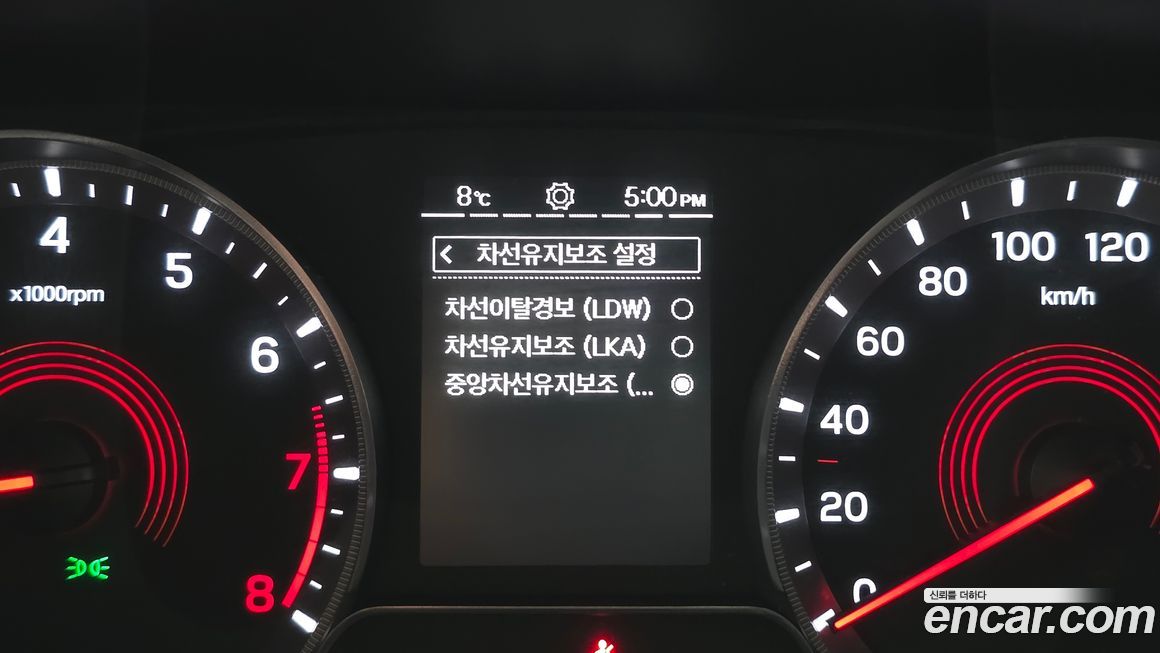 8℃ 5:00 PM
< 차선유지보조 설정
차선이탈경보 (LDW)
차선유지보조 (LKA)
중앙차선유지보조 (...
4
5
6
7
8
x1000rpm
0
20
40
60
80
100
120
km/h
신뢰를 더하다
encar.com